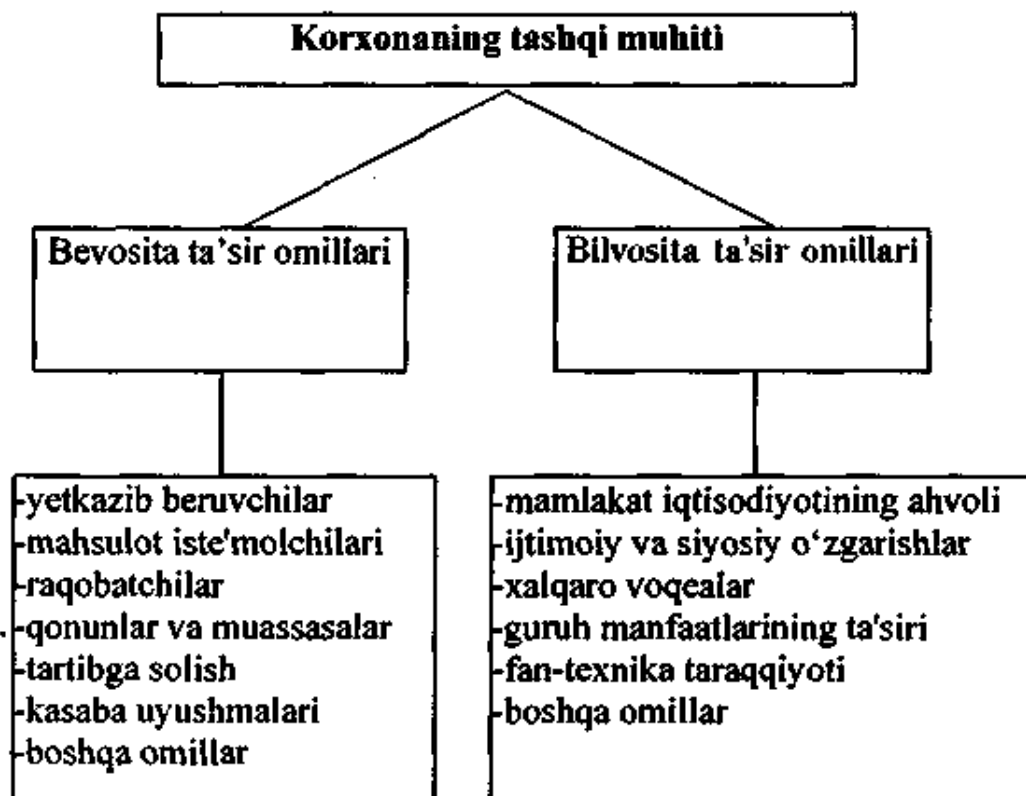 Korxonaning tashqi muhiti
Bevosita ta'sir omillari
Bilvosita ta'sir omillari
-yetkazib beruvchilar
-mahsulot iste'molchilari
-raqobatchilar
-qonunlar va muassasalar
-tartibga solish
-kasaba uyushmalari
-boshqa omillar
-mamlakat iqtisodiyotining ahvoli
-ijtimoiy va siyosiy o‘zgarishlar
-xalqaro voqealar
-guruh manfaatlarining ta'siri
-fan-texnika taraqqiyoti
-boshqa omillar